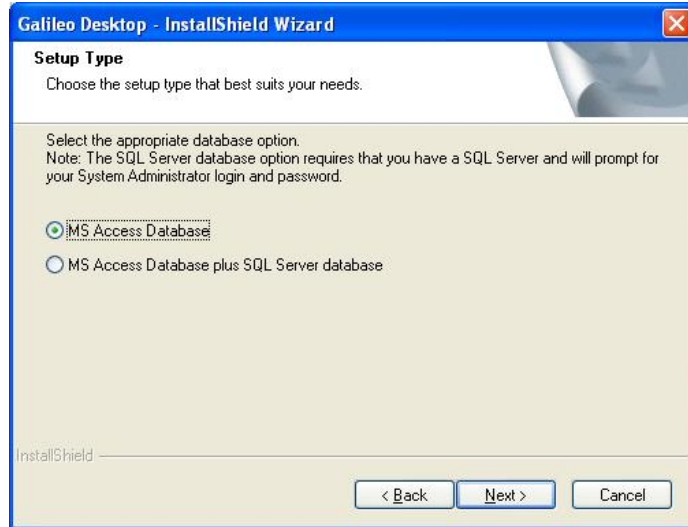 Galileo Desktop - InstallShield Wizard
Setup Type
Choose the setup type that best suits your needs.
Select the appropriate database option.
Note: The SQL Server database option requires that you have a SQL Server and will prompt for
your System Administrator login and password.
MS Access Database
MS Access Database plus SQL Server database
InstallShield
< Back
Next >
Cancel